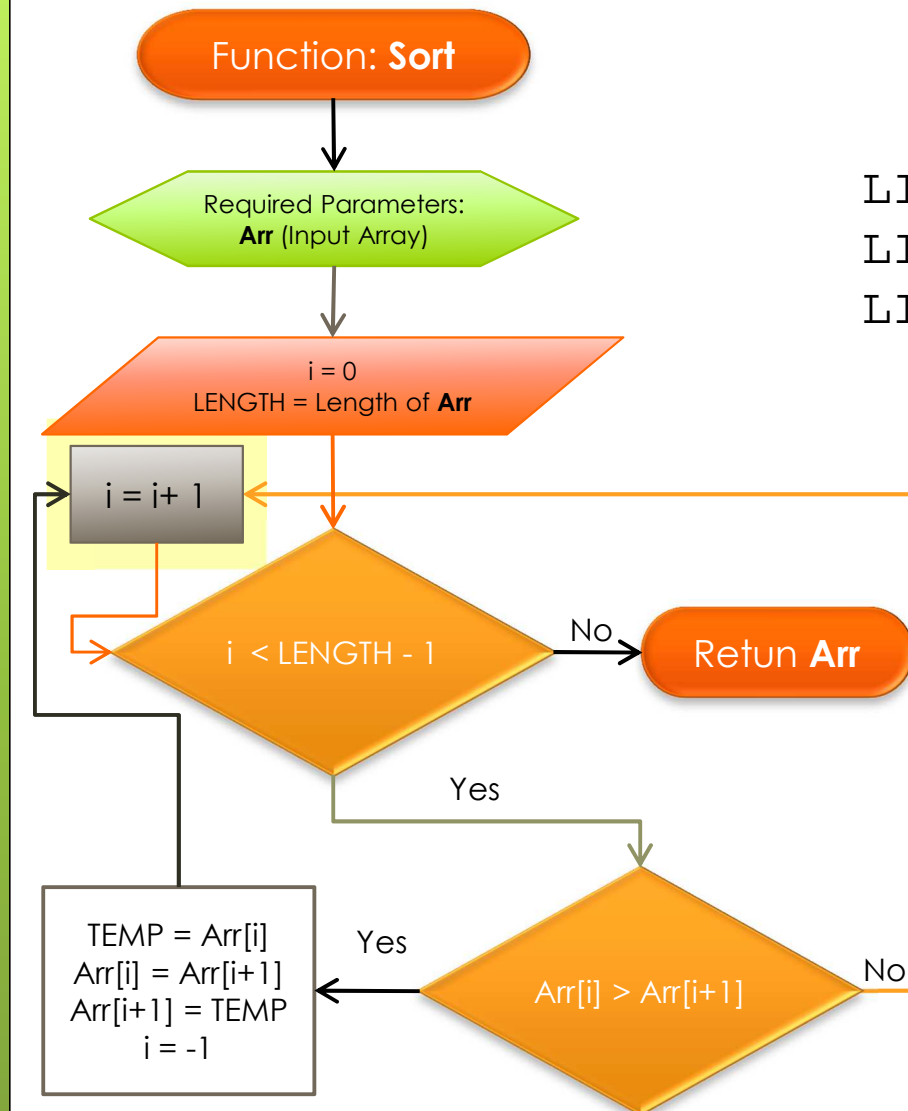 Function: Sort
Required Parameters:
Arr (Input Array)
i = 0
LENGTH = Length of Arr
i = i+ 1
i < LENGTH - 1
No
Retun Arr
Yes
Arr[i] > Arr[i+1]
Yes
No
TEMP = Arr[i]
Arr[i] = Arr[i+1]
Arr[i+1] = TEMP
i = -1